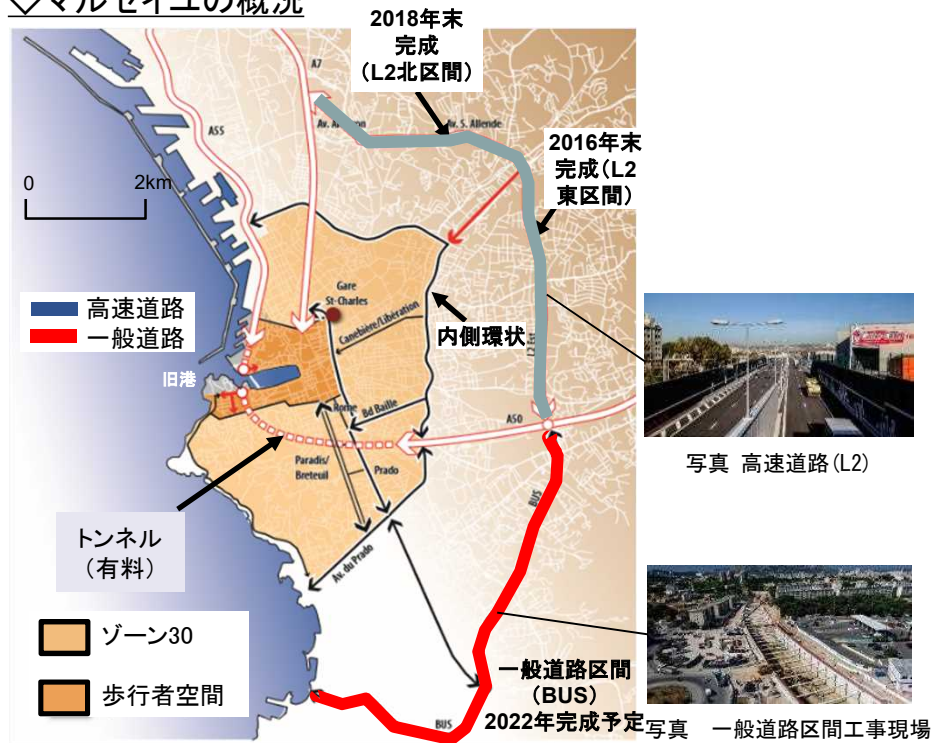 ◇マルセイユの概況
2018年末
完成
(L2北区間)
A7
A55
Av. S. Allende
2016年末
完成(L2
東区間)
0
2km
Gare
St-Charles
高速道路
一般道路
Canebière/Libération
内側環状
旧港
Rome
Bd Baille
A50
Paradis/
Breteuil
Prado
写真 高速道路(L2)
BUS
トンネル
(有料)
Av. du Prado
ゾーン30
歩行者空間
一般道路区間
(BUS)
2022年完成予定
BUS
写真 一般道路区間工事現場